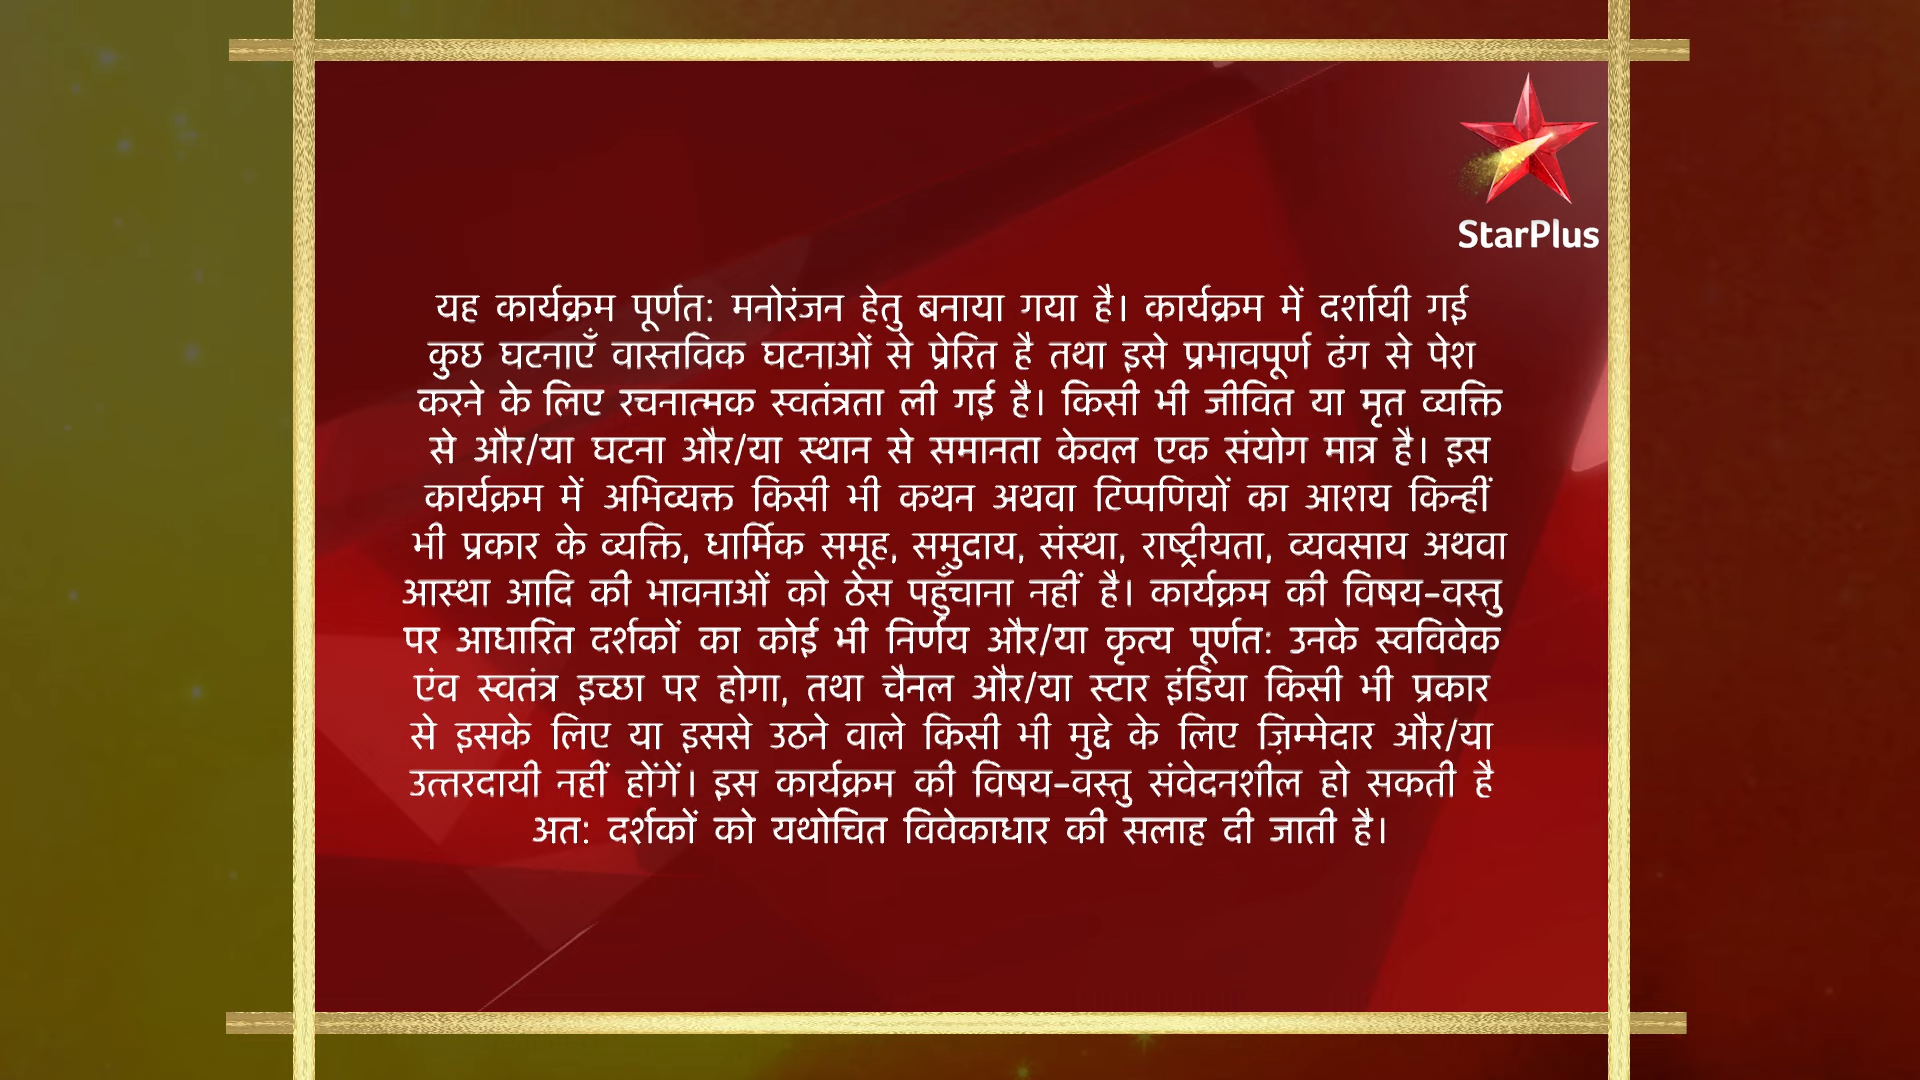 StarPlus
यह कार्यक्रम पूर्णत: मनोरंजन हेतु बनाया गया है। कार्यक्रम में दर्शायी गई
कुछ घटनाएँ वास्तविक घटनाओं से प्रेरित है तथा इसे प्रभावपूर्ण ढंग से पेश
करने के लिए रचनात्मक स्वतंत्रता ली गई है। किसी भी जीवित या मृत व्यक्ति
से और/या घटना और/या स्थान से समानता केवल एक संयोग मात्र है। इस
कार्यक्रम में अभिव्यक्त किसी भी कथन अथवा टिप्पणियों का आशय किन्हीं
भी प्रकार के व्यक्ति, धार्मिक समूह, समुदाय, संस्था, राष्ट्रीयता, व्यवसाय अथवा
आस्था आदि की भावनाओं को ठेस पहुँचाना नहीं है। कार्यक्रम की विषय-वस्तु
पर आधारित दर्शकों का कोई भी निर्णय और/या कृत्य पूर्णत: उनके स्वविवेक
एंव स्वतंत्र इच्छा पर होगा, तथा चैनल और/या स्टार इंडिया किसी भी प्रकार
से इसके लिए या इससे उठने वाले किसी भी मुद्दे के लिए ज़िम्मेदार और/या
उत्तरदायी नहीं होंगें। इस कार्यक्रम की विषय-वस्तु संवेदनशील हो सकती है
अत: दर्शकों को यथोचित विवेकाधार की सलाह दी जाती है।